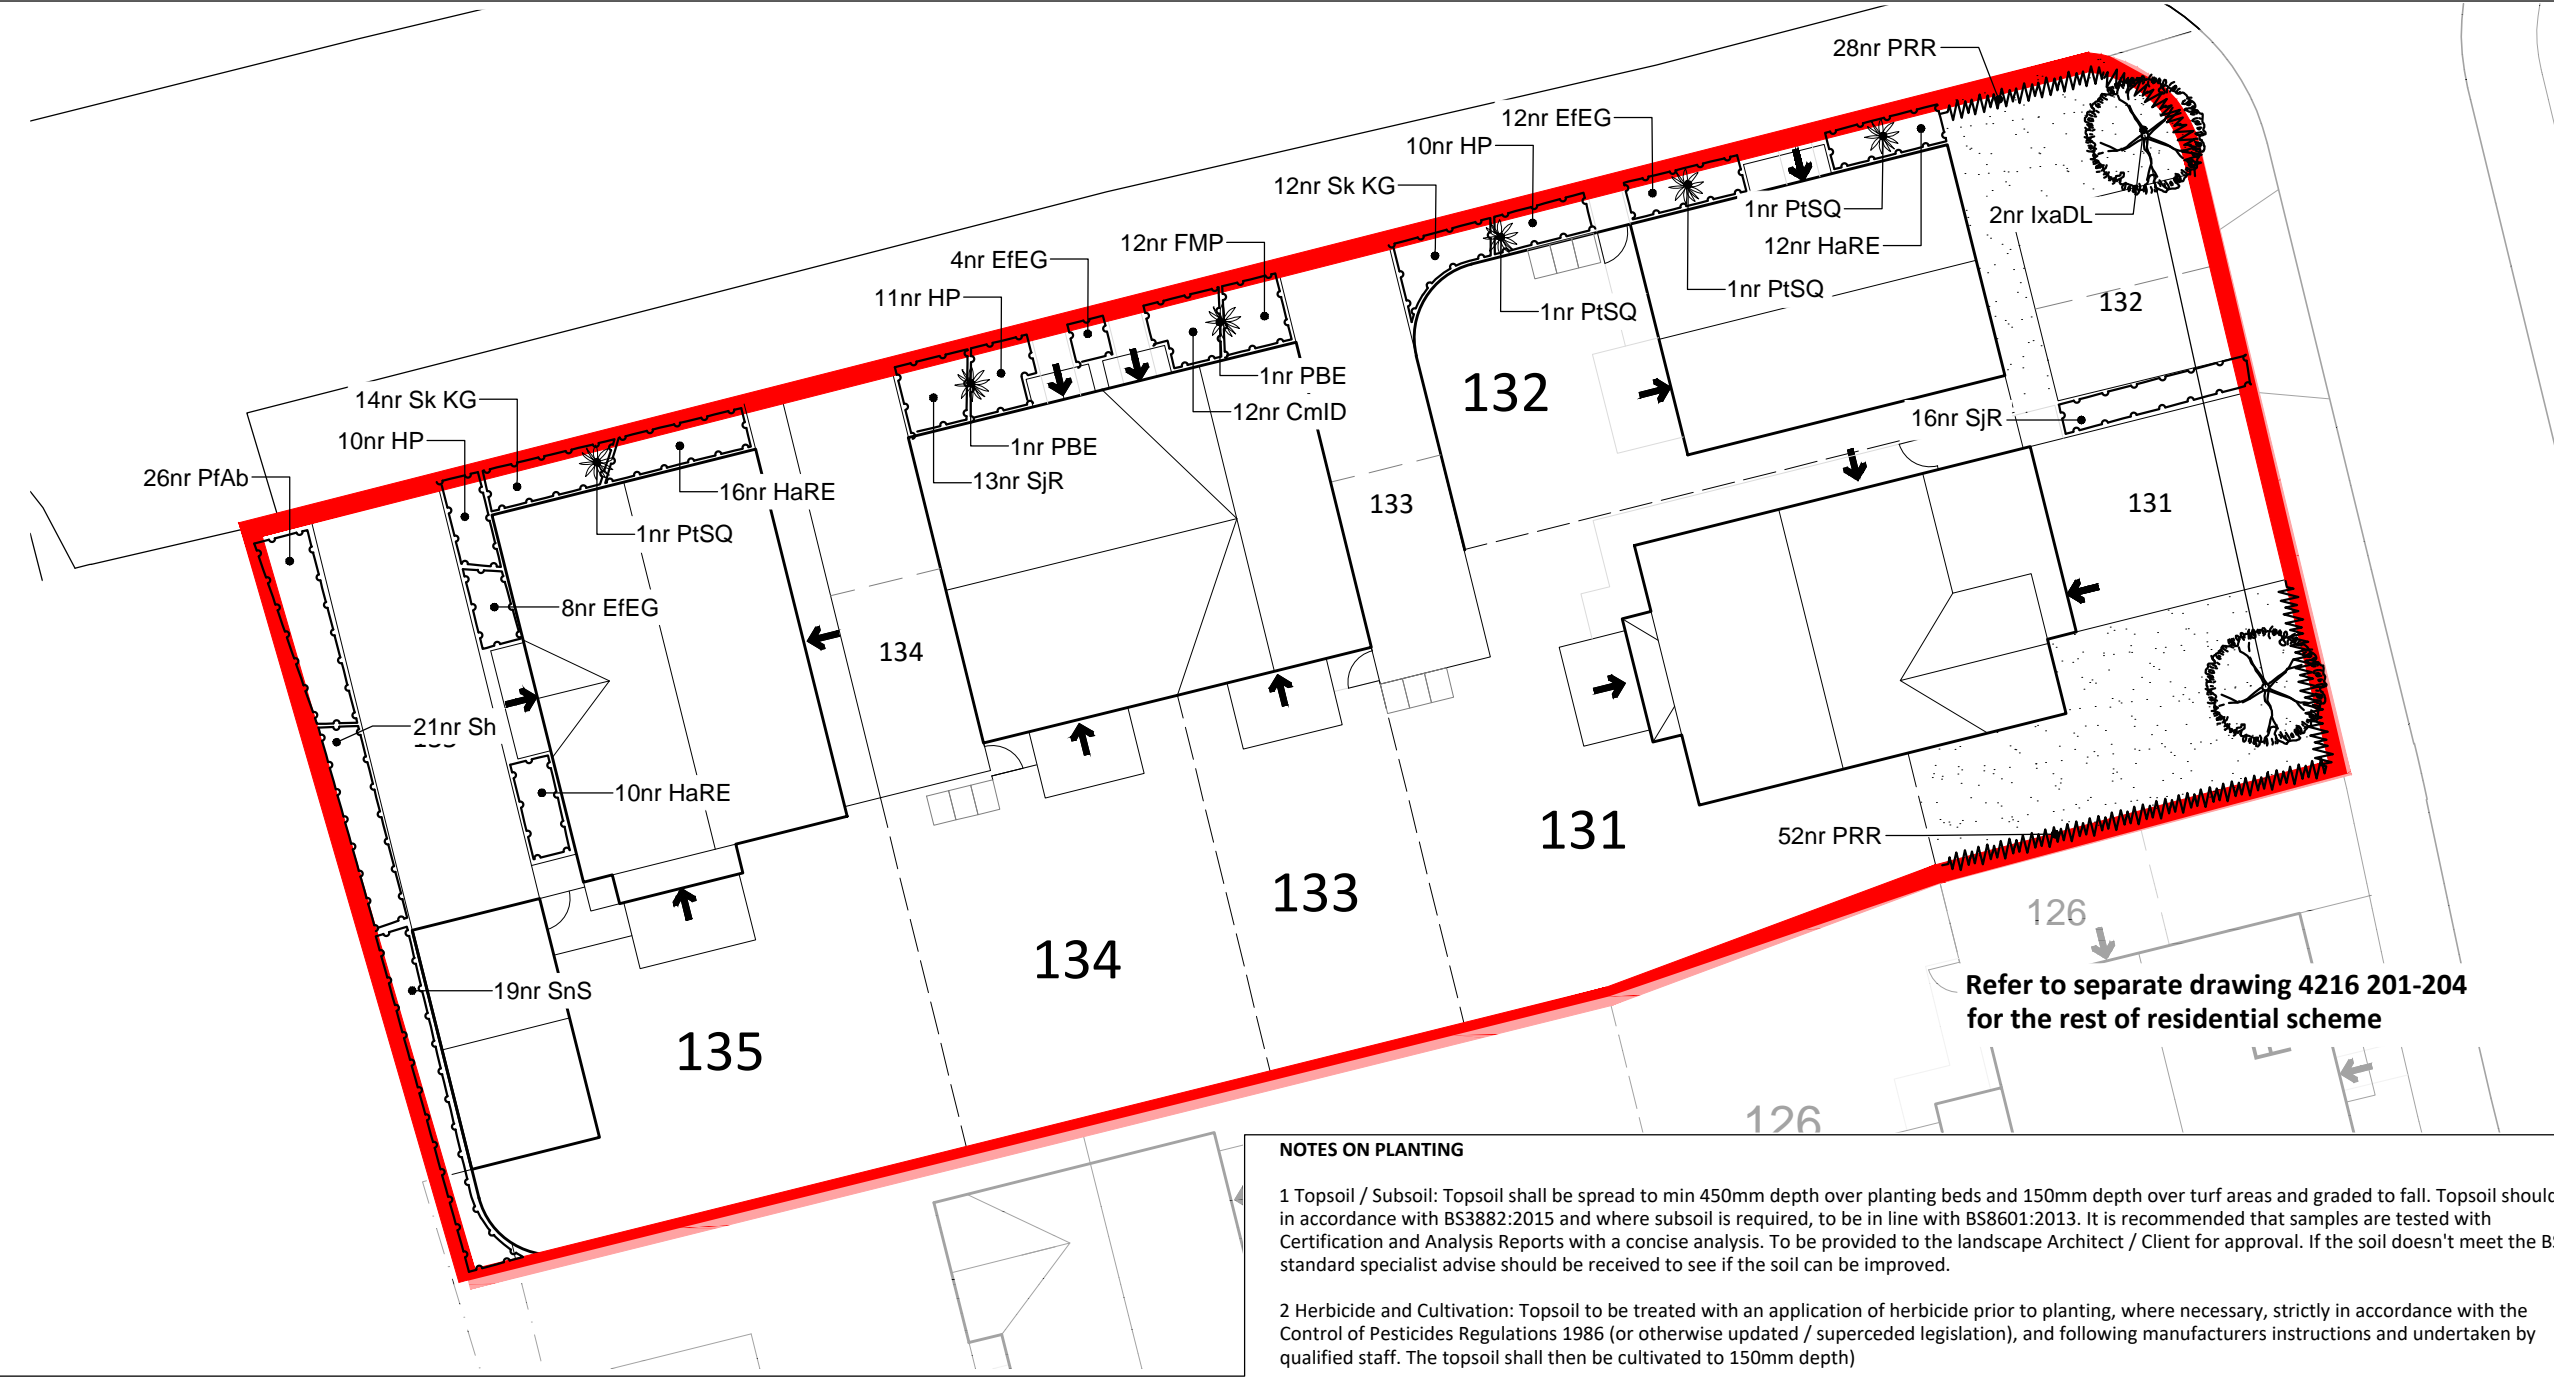 28nr PRR
12nr EfEG
10nr HP
12nr Sk KG
1nr PtSQ
2nr IxaDL
12nr HaRE
12nr FMP
4nr EfEG
11nr HP
1nr PtSQ
1nr PtSQ
132
14nr Sk KG
10nr HP
1nr PBE
12nr CmID
132
16nr SjR
26nr PfAb
1nr PBE
13nr SjR
16nr HaRE
133
131
1nr PtSQ
8nr EfEG
134
21nr Sh
10nr HaRE
131
52nr PRR
133
126
134
19nr SnS
135
Refer to separate drawing 4216 201-204
for the rest of residential scheme
126
NOTES ON PLANTING
1 Topsoil / Subsoil: Topsoil shall be spread to min 450mm depth over planting beds and 150mm depth over turf areas and graded to fall. Topsoil should
in accordance with BS3882:2015 and where subsoil is required, to be in line with BS8601:2013. It is recommended that samples are tested with
Certification and Analysis Reports with a concise analysis. To be provided to the landscape Architect / Client for approval. If the soil doesn't meet the
standard specialist advise should be received to see if the soil can be improved.
2 Herbicide and Cultivation: Topsoil to be treated with an application of herbicide prior to planting, where necessary, strictly in accordance with the
Control of Pesticides Regulations 1986 (or otherwise updated / superceded legislation), and following manufacturers instructions and undertaken by
qualified staff. The topsoil shall then be cultivated to 150mm depth)